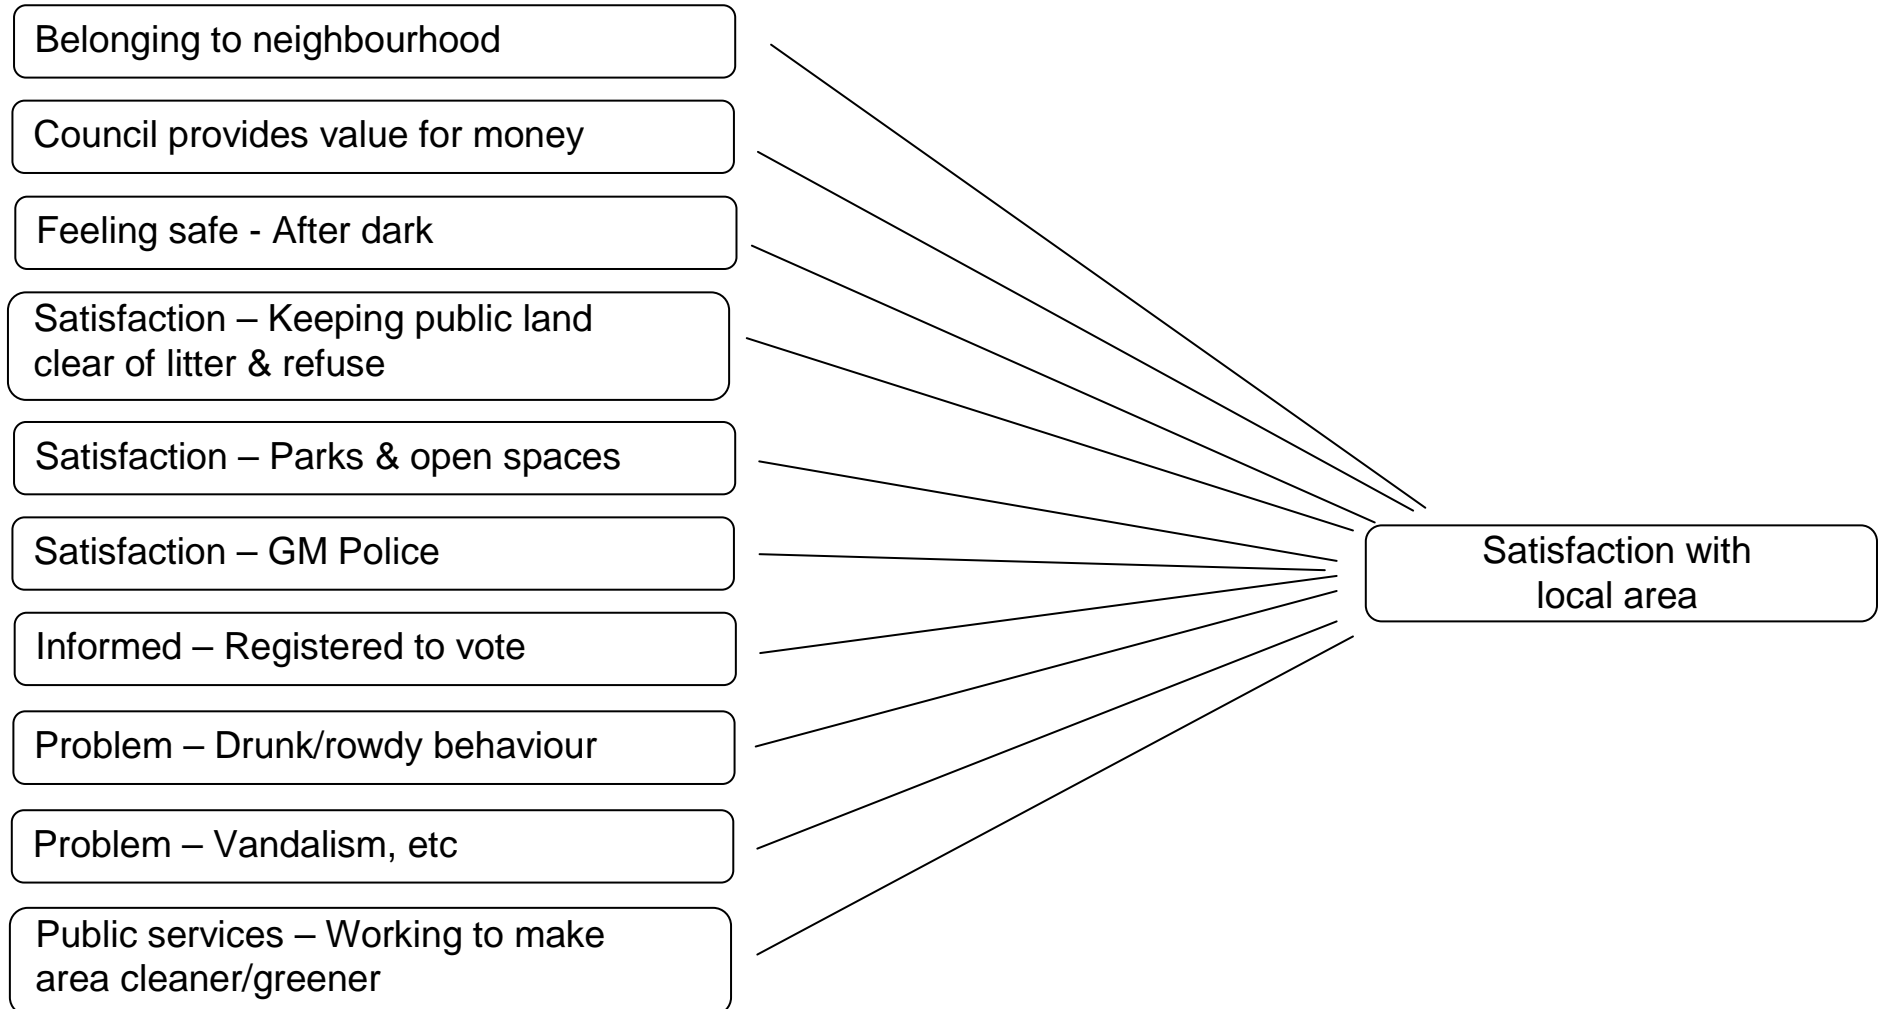 Belonging to neighbourhood
Council provides value for money
Feeling safe - After dark
Satisfaction – Keeping public land
clear of litter & refuse
Satisfaction – Parks & open spaces
Satisfaction – GM Police
Informed – Registered to vote
Problem – Drunk/rowdy behaviour
Problem – Vandalism, etc
Public services – Working to make
area cleaner/greener
Satisfaction with
local area